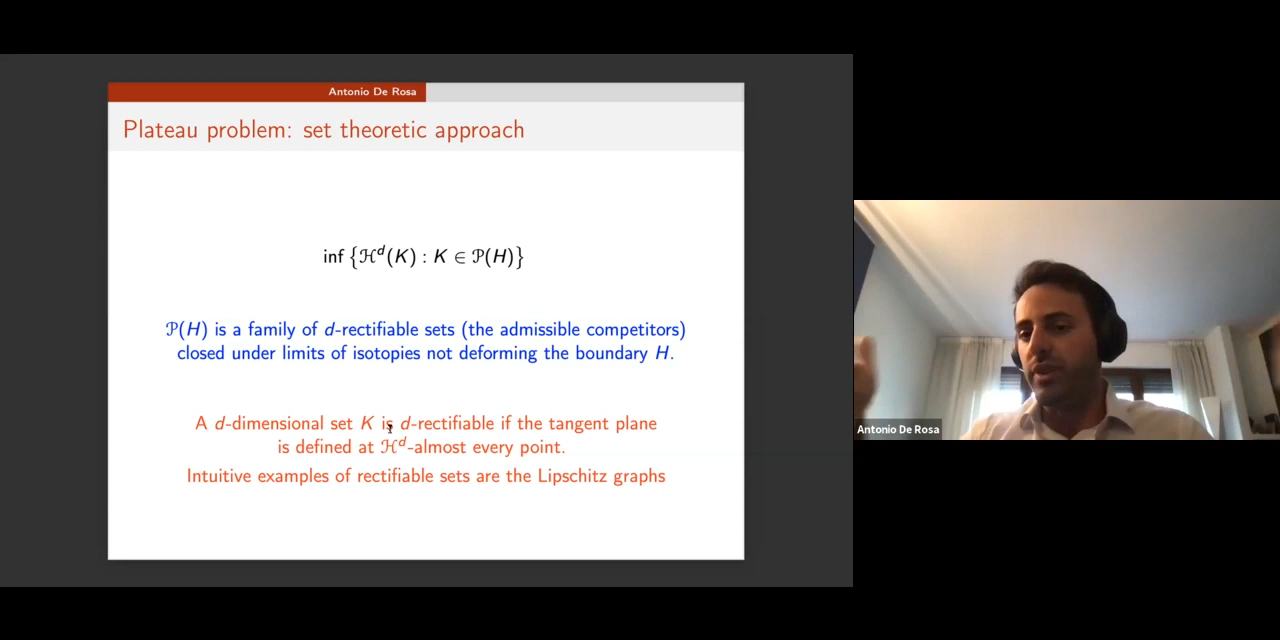 Antonio De Rosa
Plateau problem: set theoretic approach
inf {ℋᵈ(K) : K ∈ 𝒫(H)}
𝒫(H) is a family of d-rectifiable sets (the admissible competitors)
closed under limits of isotopies not deforming the boundary H.
A d-dimensional set K is d-rectifiable if the tangent plane
is defined at ℋᵈ-almost every point.
Intuitive examples of rectifiable sets are the Lipschitz graphs
Antonio De Rosa